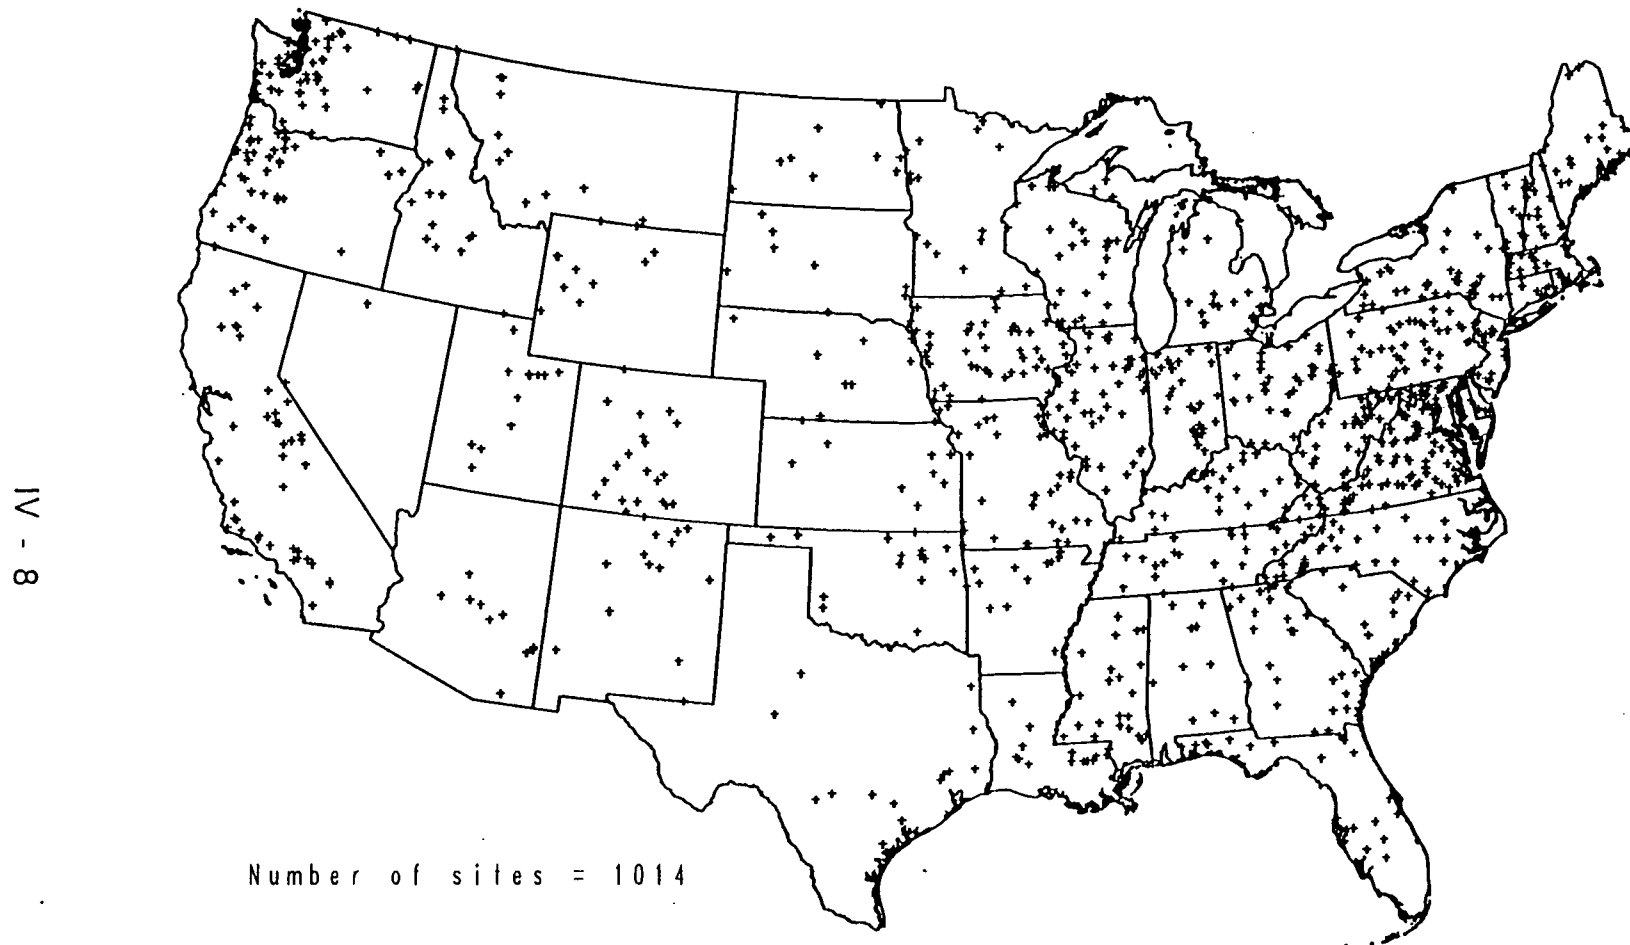 IV - 8
Number of sites = 1014